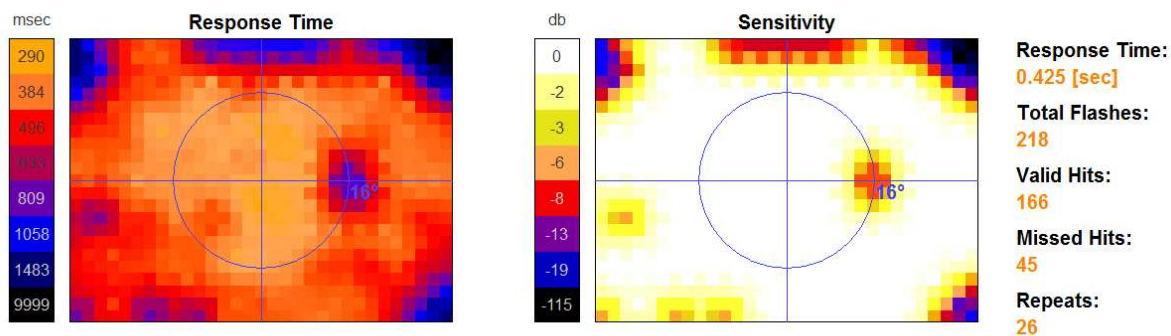 msec
Response Time
290
384
496
633
809
1058
1483
9999
16°
db
Sensitivity
0
-2
-3
-6
-8
-13
-19
-115
16°
Response Time:
0.425 [sec]
Total Flashes:
218
Valid Hits:
166
Missed Hits:
45
Repeats:
26